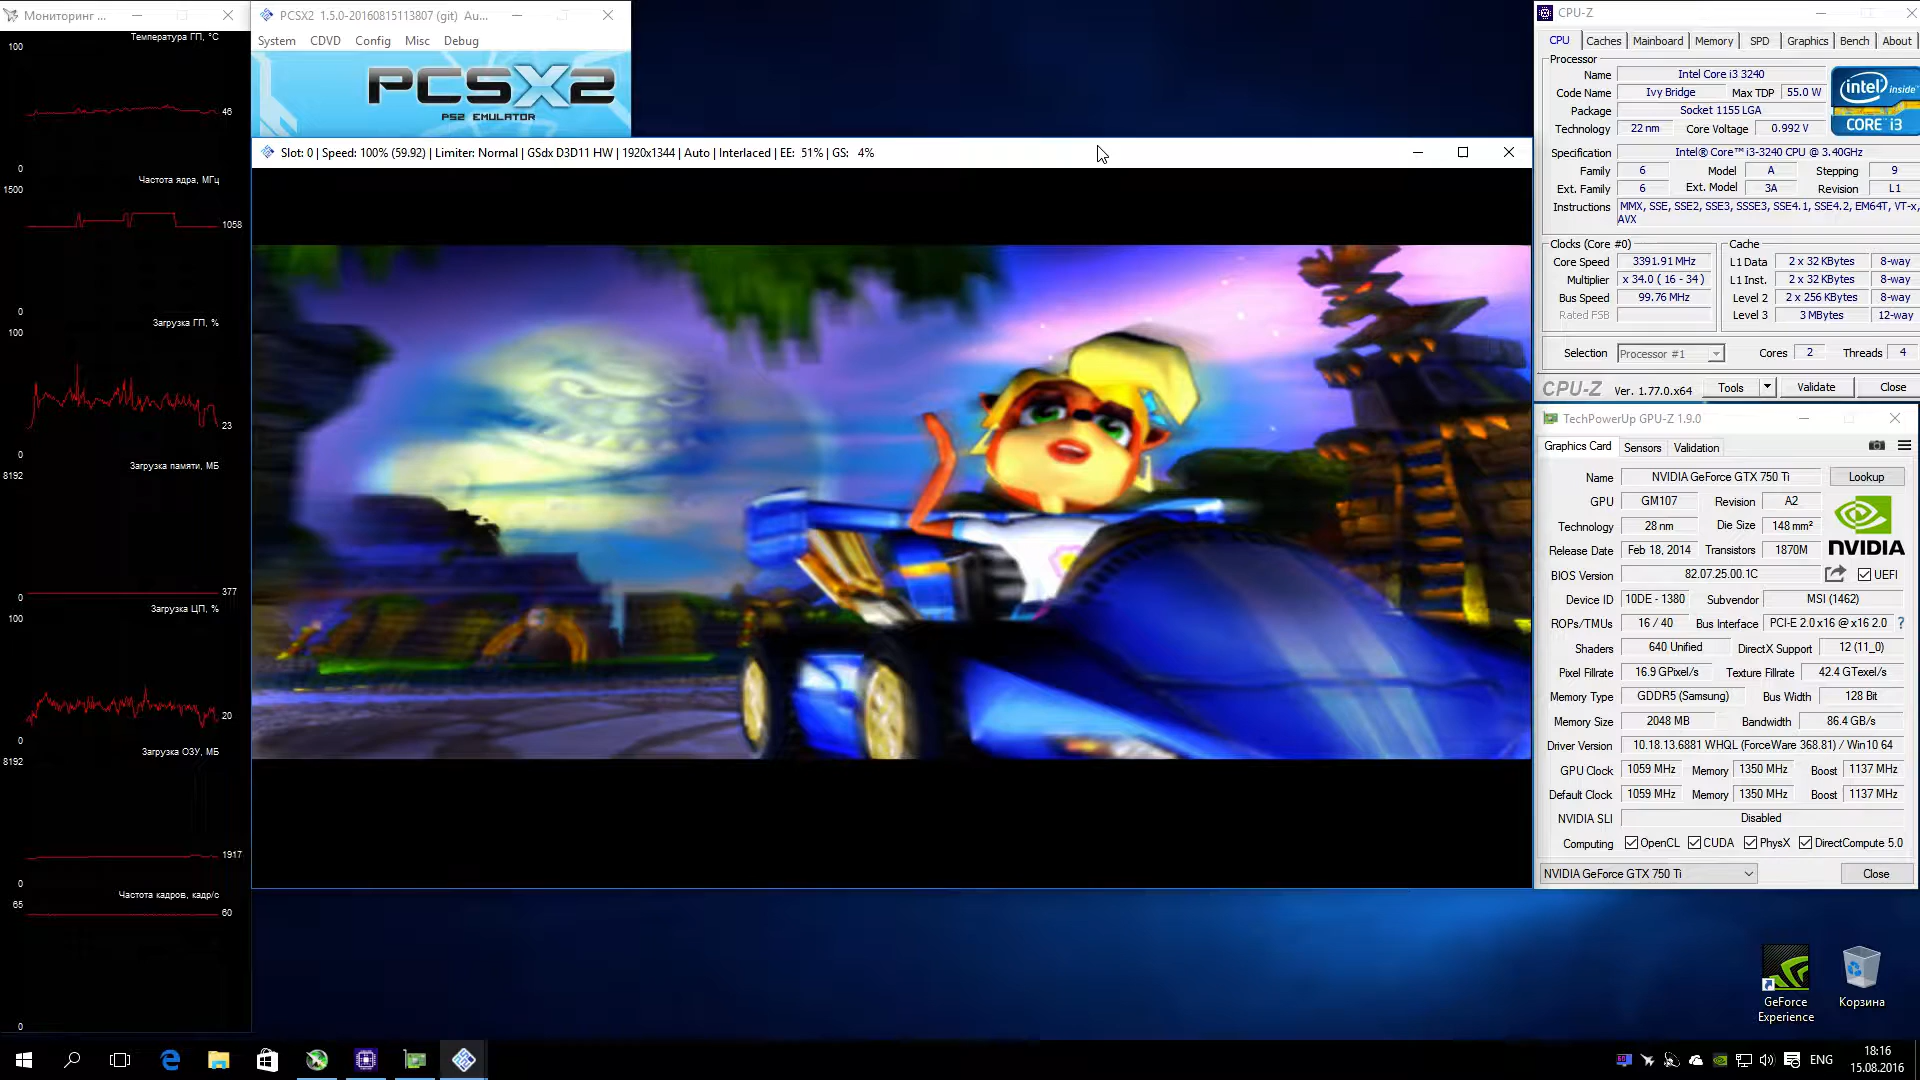 Мониторинг ...
Температура ГП, °C
100
46
0
Частота ядра, МГц
1500
1058
0
Загрузка ГП, %
100
23
0
Загрузка памяти, МБ
8192
377
0
Загрузка ЦП, %
100
20
0
Загрузка ОЗУ, МБ
8192
1917
0
Частота кадров, кадр/с
65
60
0
PCSX2 1.5.0-20160815113807 (git) Au...
System CDVD Config Misc Debug
PCSX2
PS2 EMULATOR
Slot: 0 | Speed: 100% (59.92) | Limiter: Normal | GSdx D3D11 HW | 1920x1344 | Auto | Interlaced | EE: 51% | GS: 4%
CPU-Z
CPU Caches Mainboard Memory SPD Graphics Bench About
Processor
Name Intel Core i3 3240
Code Name Ivy Bridge Max TDP 55.0 W
Package Socket 1155 LGA
Technology 22 nm Core Voltage 0.992 V
intel inside
CORE i3
Specification Intel® Core™ i3-3240 CPU @ 3.40GHz
Family 6 Model A Stepping 9
Ext. Family 6 Ext. Model 3A Revision L1
Instructions MMX, SSE, SSE2, SSE3, SSSE3, SSE4.1, SSE4.2, EM64T, VT-x,
AVX
Clocks (Core #0) Cache
Core Speed 3391.91 MHz L1 Data 2 x 32 KBytes 8-way
Multiplier x 34.0 ( 16 - 34 ) L1 Inst. 2 x 32 KBytes 8-way
Bus Speed 99.76 MHz Level 2 2 x 256 KBytes 8-way
Rated FSB Level 3 3 MBytes 12-way
Selection Processor #1 Cores 2 Threads 4
CPU-Z Ver. 1.77.0.x64 Tools Validate Close
TechPowerUp GPU-Z 1.9.0
Graphics Card Sensors Validation
Name NVIDIA GeForce GTX 750 Ti Lookup
GPU GM107 Revision A2
Technology 28 nm Die Size 148 mm²
Release Date Feb 18, 2014 Transistors 1870M
NVIDIA
BIOS Version 82.07.25.00.1C UEFI
Device ID 10DE - 1380 Subvendor MSI (1462)
ROPs/TMUs 16 / 40 Bus Interface PCI-E 2.0 x16 @ x16 2.0 ?
Shaders 640 Unified DirectX Support 12 (11_0)
Pixel Fillrate 16.9 GPixel/s Texture Fillrate 42.4 GTexel/s
Memory Type GDDR5 (Samsung) Bus Width 128 Bit
Memory Size 2048 MB Bandwidth 86.4 GB/s
Driver Version 10.18.13.6881 WHQL (ForceWare 368.81) / Win10 64
GPU Clock 1059 MHz Memory 1350 MHz Boost 1137 MHz
Default Clock 1059 MHz Memory 1350 MHz Boost 1137 MHz
NVIDIA SLI Disabled
Computing OpenCL CUDA PhysX DirectCompute 5.0
NVIDIA GeForce GTX 750 Ti Close
GeForce
Experience
Корзина
ENG
18:16
15.08.2016